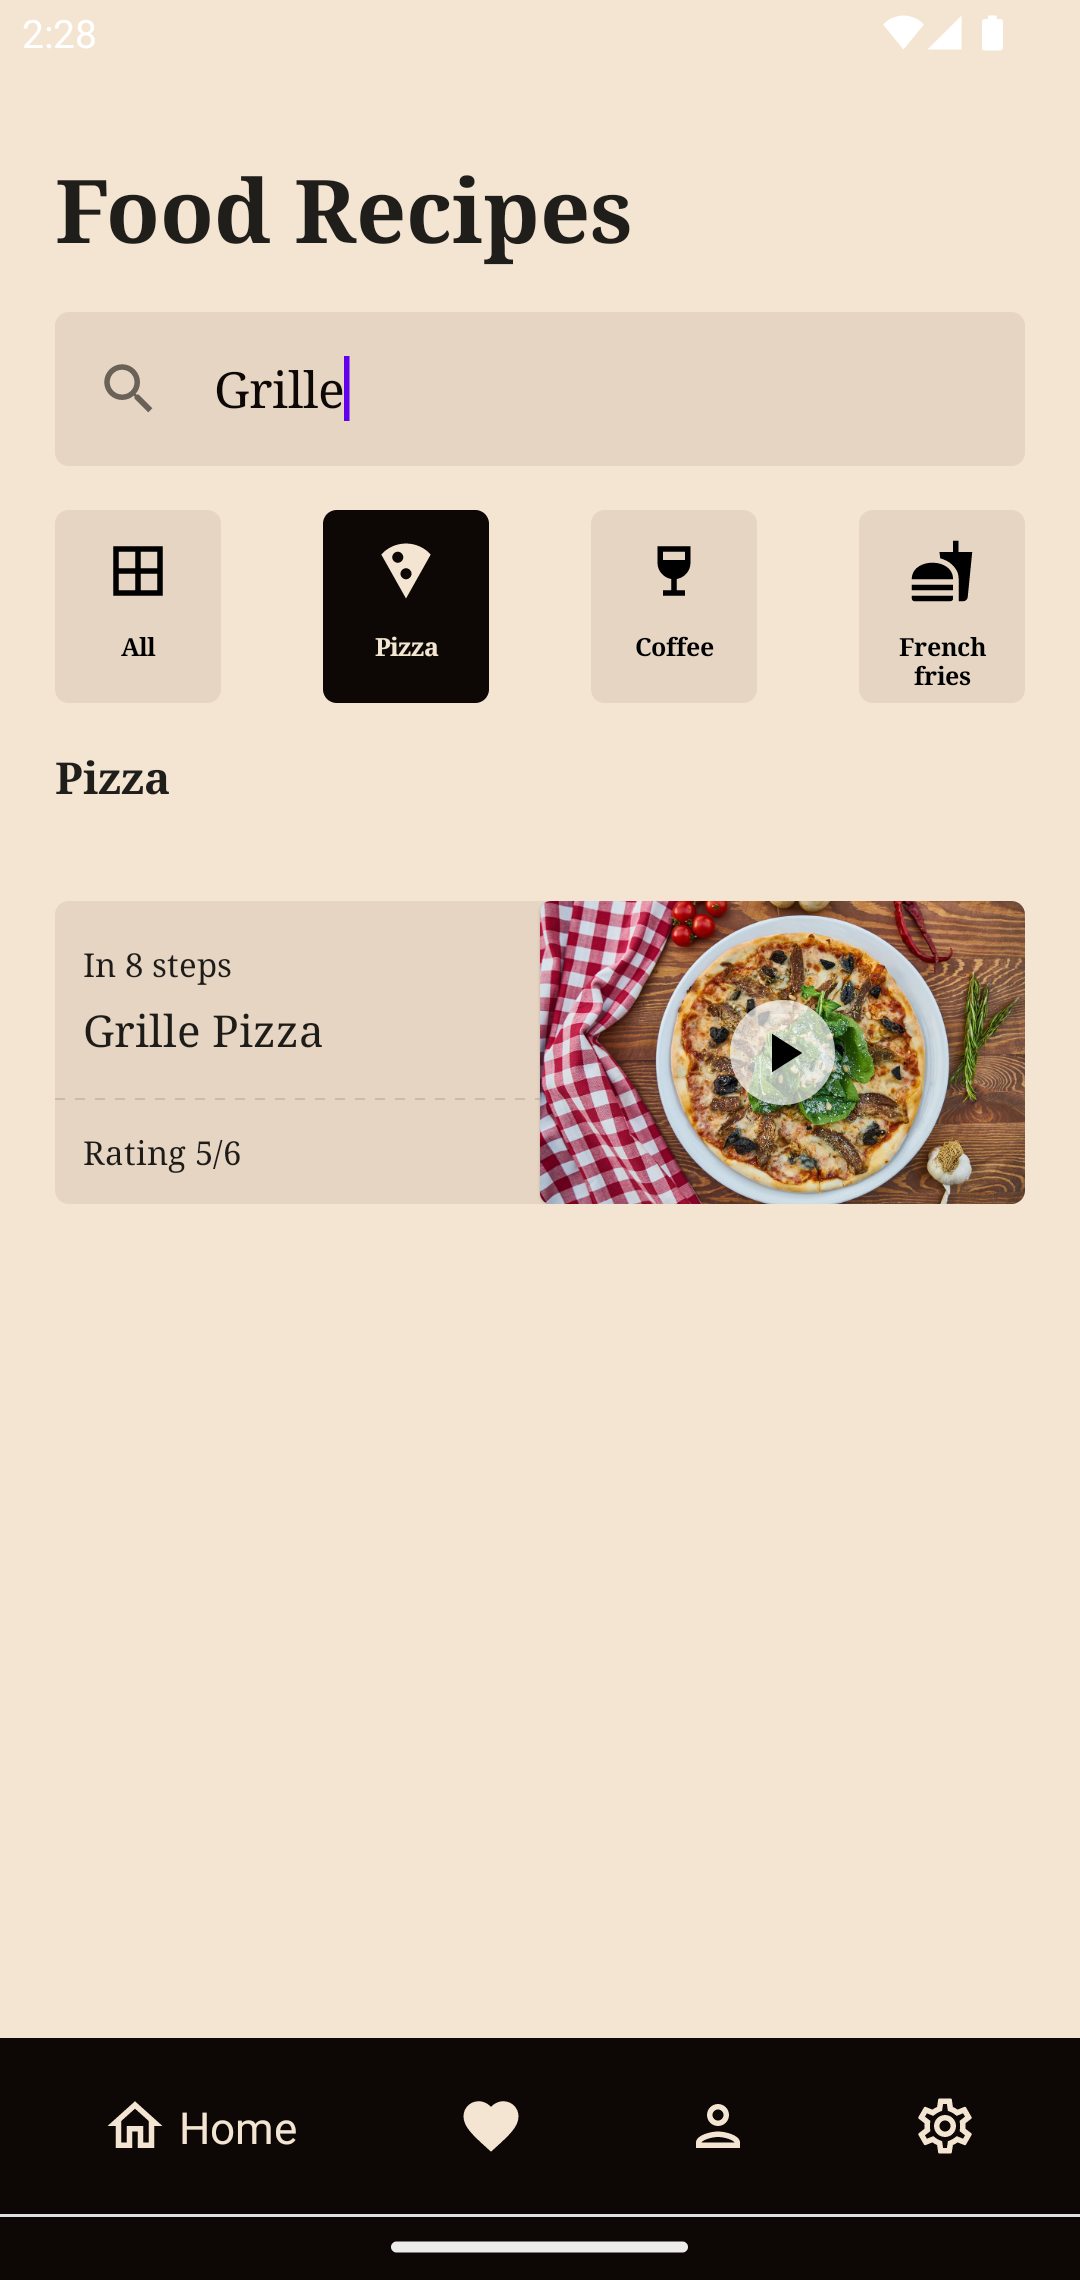 2:28
Food Recipes
Grille
All
Pizza
Coffee
French
fries
Pizza
In 8 steps
Grille Pizza
Rating 5/6
Home